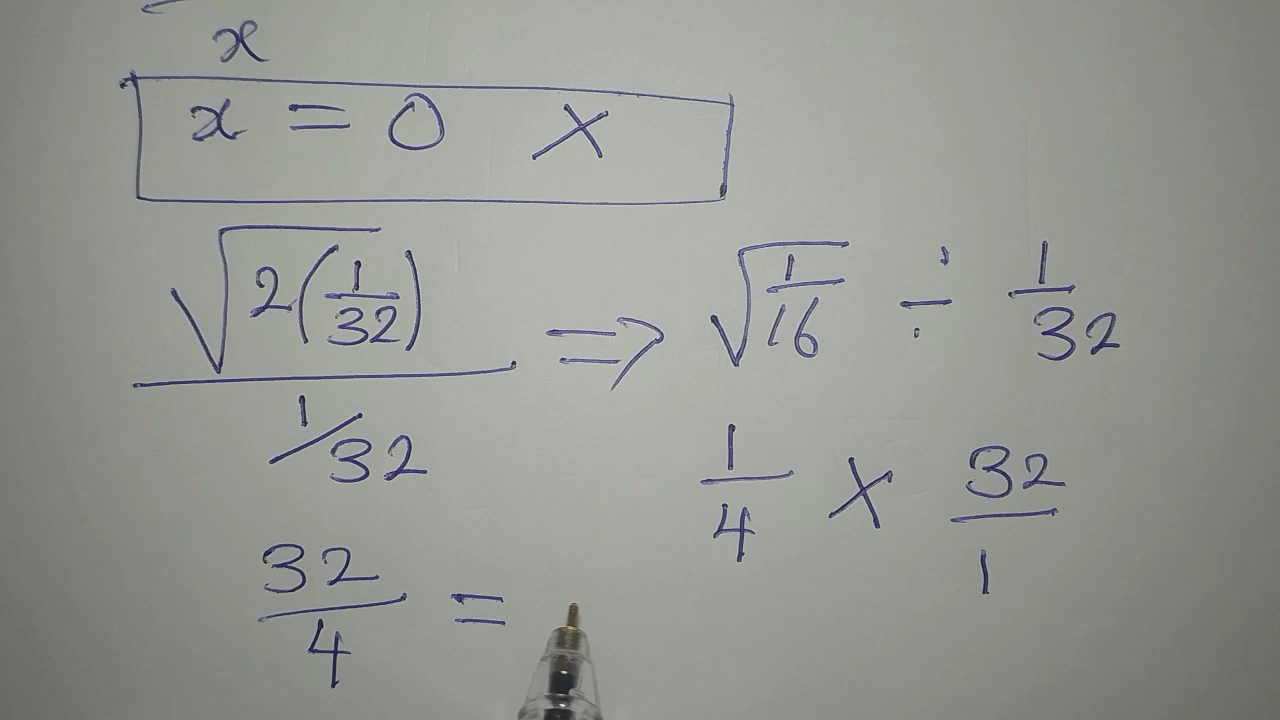 x
x = 0 ×
√2(1/32) / 1/32 ⇒ √1/16 ÷ 1/32
1/4 × 32/1
32/4 =